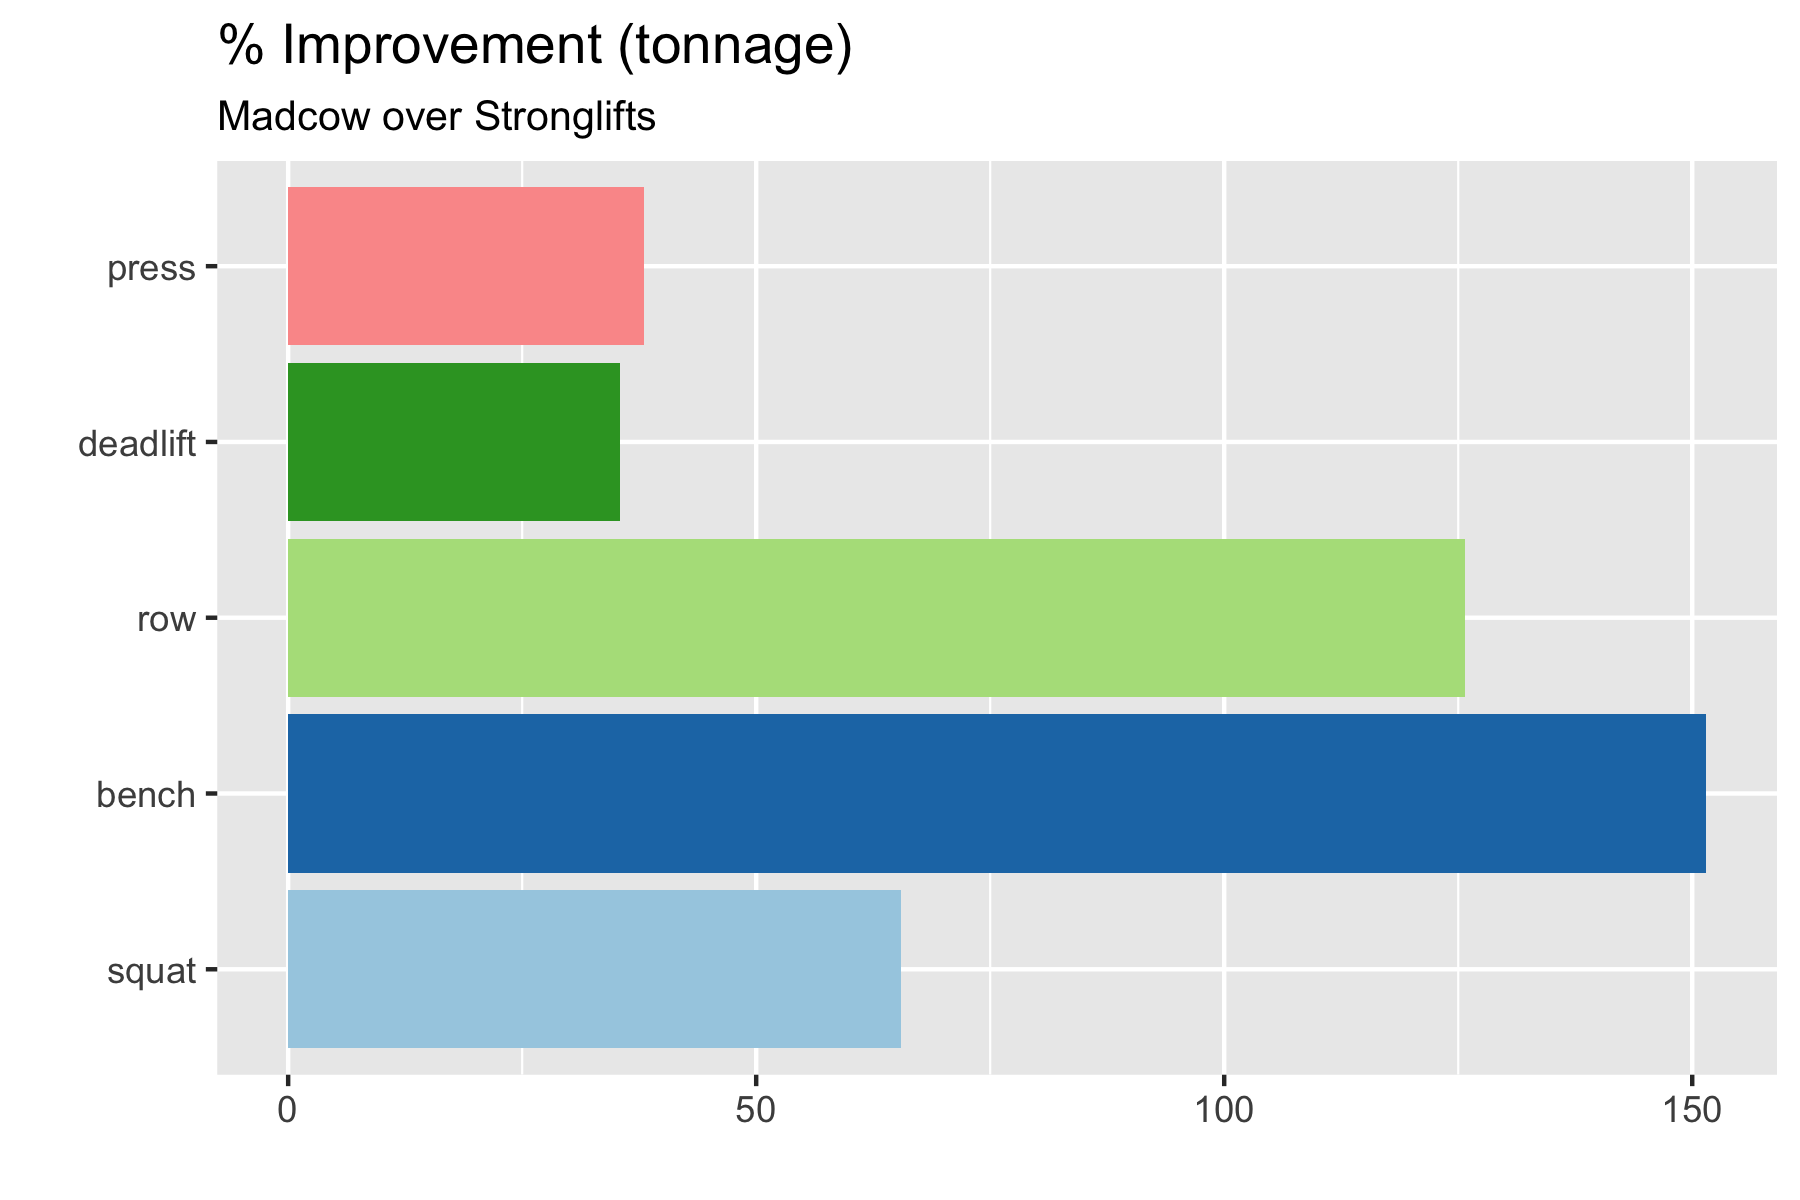 % Improvement (tonnage)
Madcow over Stronglifts
press
deadlift
row
bench
squat
0 50 100 150